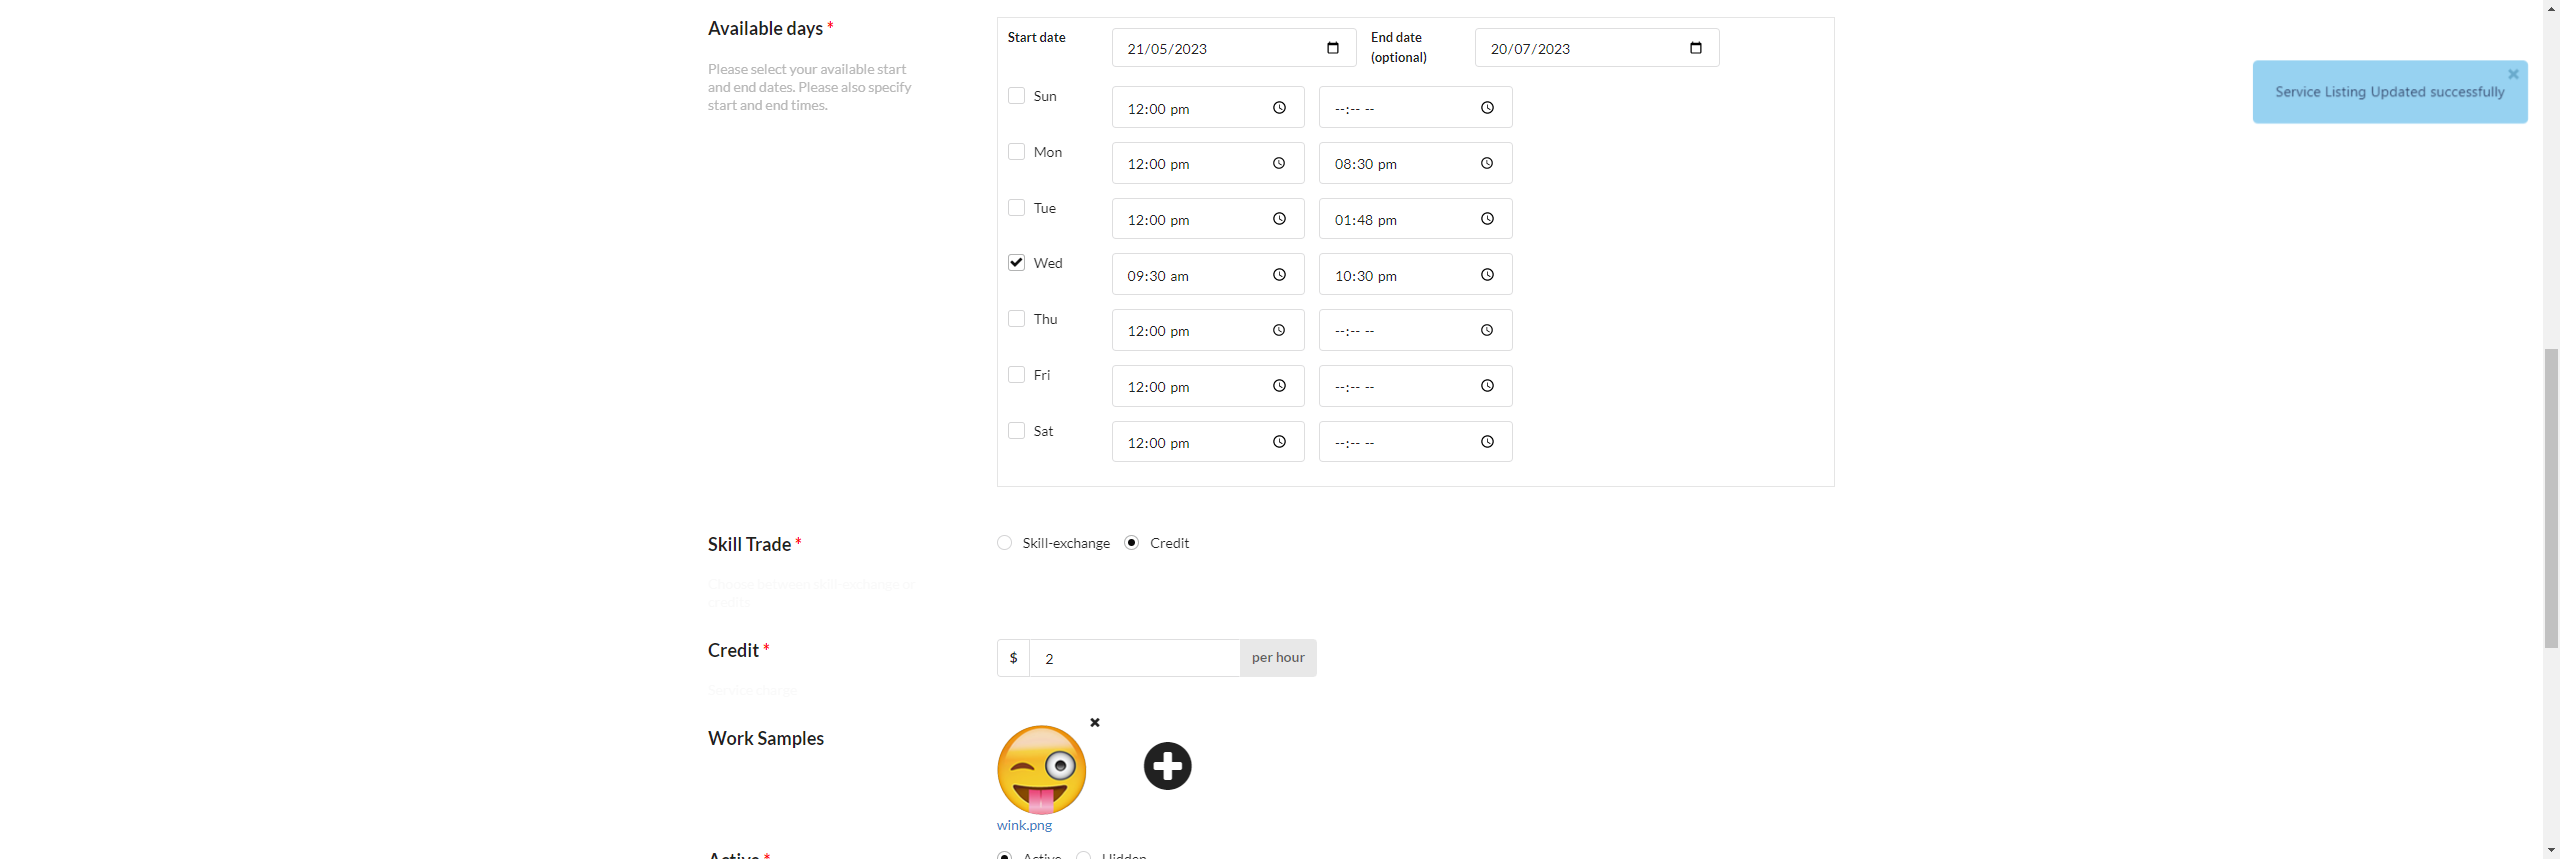 Available days *
Please select your available start
and end dates. Please also specify
start and end times.
Start date
21/05/2023
End date
(optional)
20/07/2023
Sun 12:00 pm --:-- --
Mon 12:00 pm 08:30 pm
Tue 12:00 pm 01:48 pm
Wed 09:30 am 10:30 pm
Thu 12:00 pm --:-- --
Fri 12:00 pm --:-- --
Sat 12:00 pm --:-- --
Service Listing Updated successfully
Skill Trade *
Skill-exchange Credit
Choose between skill-exchange or
credits
Credit *
$ 2 per hour
Service charge
Work Samples
wink.png
Active *
Active Hidden